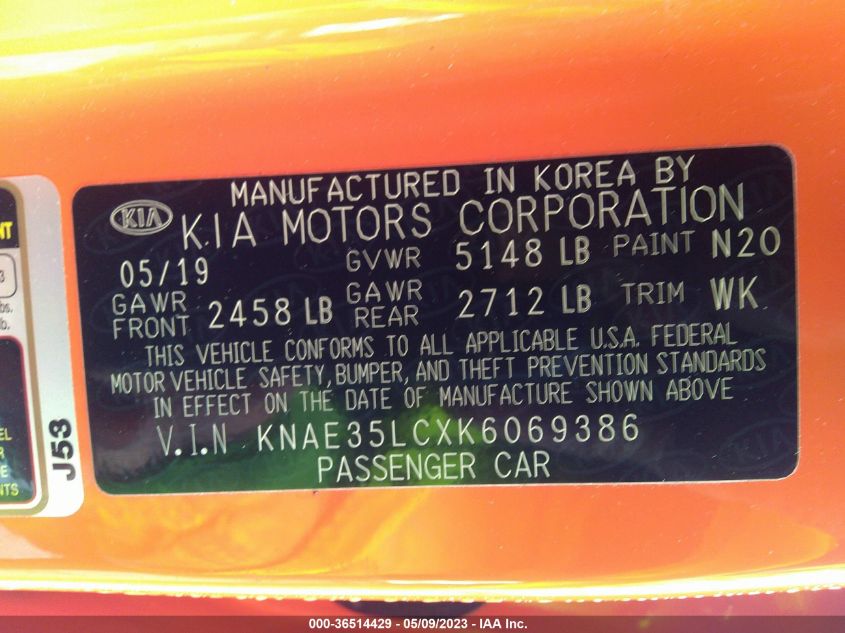 MANUFACTURED IN KOREA BY
KIA
KIA MOTORS CORPORATION
05/19 GVWR 5148 LB PAINT N20
GAWR FRONT 2458 LB GAWR REAR 2712 LB TRIM WK
THIS VEHICLE CONFORMS TO ALL APPLICABLE U.S.A. FEDERAL
MOTOR VEHICLE SAFETY, BUMPER, AND THEFT PREVENTION STANDARDS
IN EFFECT ON THE DATE OF MANUFACTURE SHOWN ABOVE
V.I.N KNAE35LCXK6069386
PASSENGER CAR
J53
000-36514429 - 05/09/2023 - IAA Inc.